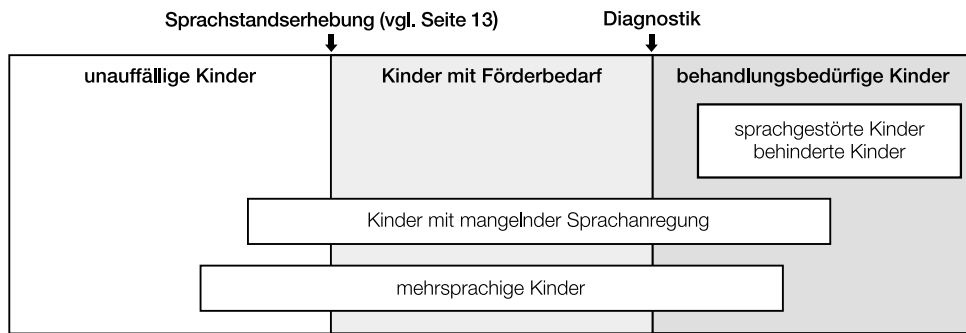 Sprachstandserhebung (vgl. Seite 13)
Diagnostik
unauffällige Kinder
Kinder mit Förderbedarf
behandlungsbedürfige Kinder
sprachgestörte Kinder
behinderte Kinder
Kinder mit mangelnder Sprachanregung
mehrsprachige Kinder